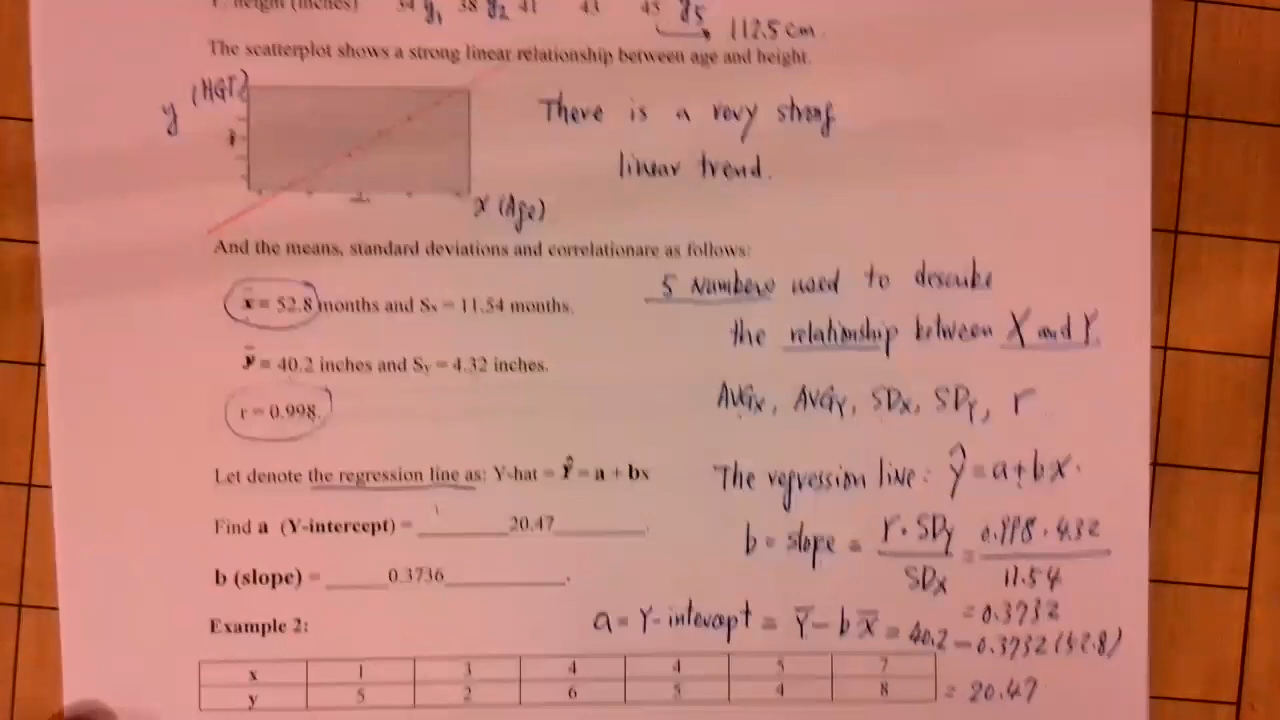 Y: height (inches) 34 y₁ 38 y₂ 41 43 45 y₅
112.5 cm
The scatterplot shows a strong linear relationship between age and height.
y (HGT)
There is a very strong
linear trend.
x (Age)
And the means, standard deviations and correlationare as follows:
x̄ = 52.8 months and Sₓ = 11.54 months.
5 Numbers used to describe
the relationship between X and Y.
ȳ = 40.2 inches and Sᵧ = 4.32 inches.
AVGx, AVGY, SDx, SDY, r
r = 0.998.
Let denote the regression line as: Y-hat = Ŷ = a + bx
The regression line: Ŷ = a + bx.
Find a (Y-intercept) = ________20.47________.
b = slope = r · SDY / SDx = 0.998 · 4.32 / 11.54
= 0.3732
b (slope) = _____0.3736__________.
a = Y-intercept = Ȳ - b x̄ = 40.2 - 0.3732 (52.8)
= 20.47
Example 2:
x 1 3 4 4 5 7
y 5 2 6 5 4 8